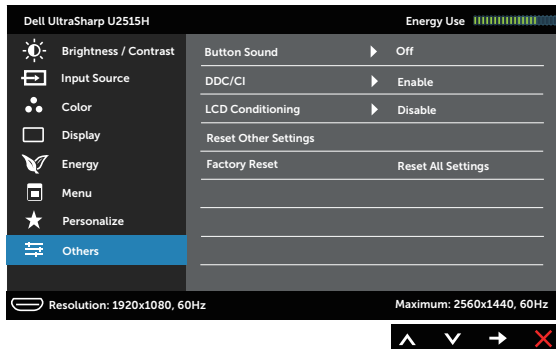 Dell UltraSharp U2515H Energy Use
Brightness / Contrast
Input Source
Color
Display
Energy
Menu
Personalize
Others
Button Sound Off
DDC/CI Enable
LCD Conditioning Disable
Reset Other Settings
Factory Reset Reset All Settings
Resolution: 1920x1080, 60Hz Maximum: 2560x1440, 60Hz